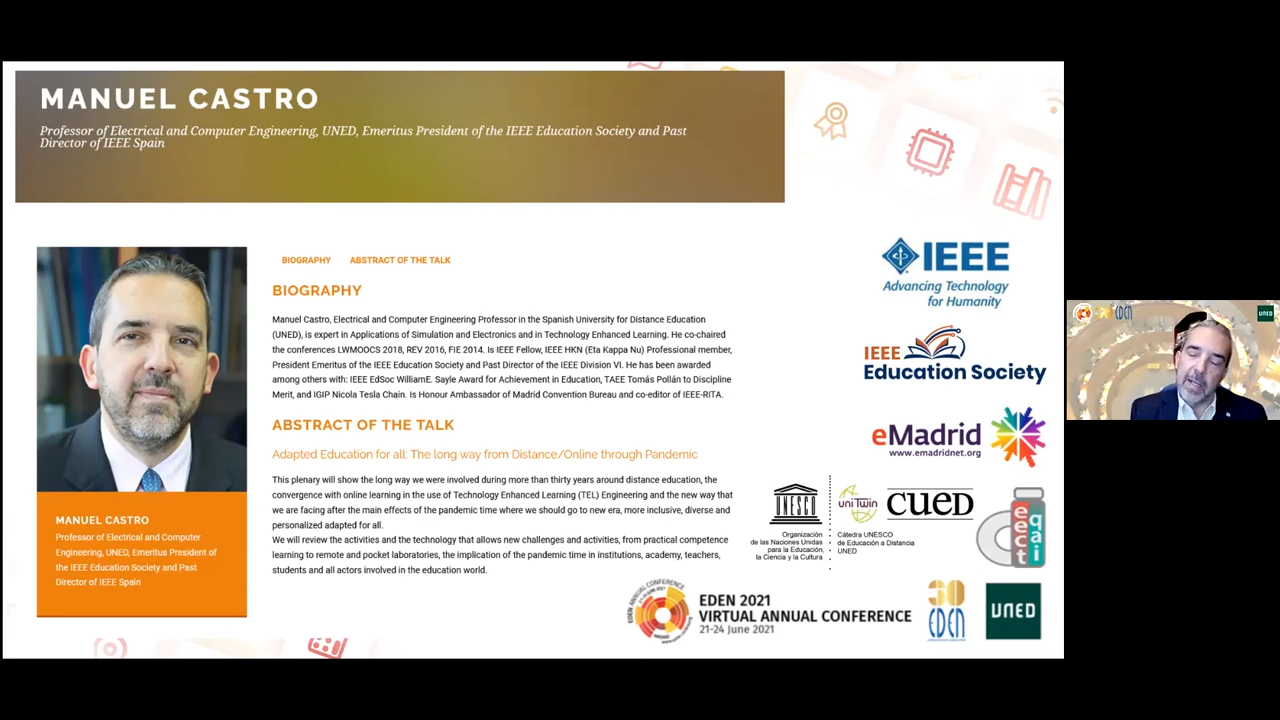 MANUEL CASTRO
Professor of Electrical and Computer Engineering, UNED, Emeritus President of the IEEE Education Society and Past
Director of IEEE Spain
BIOGRAPHY ABSTRACT OF THE TALK
BIOGRAPHY
Manuel Castro, Electrical and Computer Engineering Professor in the Spanish University for Distance Education
(UNED), is expert in Applications of Simulation and Electronics and in Technology Enhanced Learning. He co-chaired
the conferences LWMOOCS 2018, REV 2016, FIE 2014. Is IEEE Fellow, IEEE HKN (Eta Kappa Nu) Professional member,
President Emeritus of the IEEE Education Society and Past Director of the IEEE Division VI. He has been awarded
among others with: IEEE EdSoc WilliamE. Sayle Award for Achievement in Education, TAEE Tomás Pollán to Discipline
Merit, and IGIP Nicola Tesla Chain. Is Honour Ambassador of Madrid Convention Bureau and co-editor of IEEE-RITA.
ABSTRACT OF THE TALK
Adapted Education for all: The long way from Distance/Online through Pandemic
This plenary will show the long way we were involved during more than thirty years around distance education, the
convergence with online learning in the use of Technology Enhanced Learning (TEL) Engineering and the new way that
we are facing after the main effects of the pandemic time where we should go to new era, more inclusive, diverse and
personalized adapted for all.
We will review the activities and the technology that allows new challenges and activities, from practical competence
learning to remote and pocket laboratories, the implication of the pandemic time in institutions, academy, teachers,
students and all actors involved in the education world.
MANUEL CASTRO
Professor of Electrical and Computer
Engineering, UNED, Emeritus President of
the IEEE Education Society and Past
Director of IEEE Spain
IEEE
Advancing Technology
for Humanity
IEEE
Education Society
eMadrid
www.emadridnet.org
UNESCO
Organización
de las Naciones Unidas
para la Educación,
la Ciencia y la Cultura
uniTwin
CUED
Cátedra UNESCO
de Educación a Distancia
UNED
EDEN 2021
VIRTUAL ANNUAL CONFERENCE
21-24 June 2021
30
EDEN
UNED
EDEN
UNED